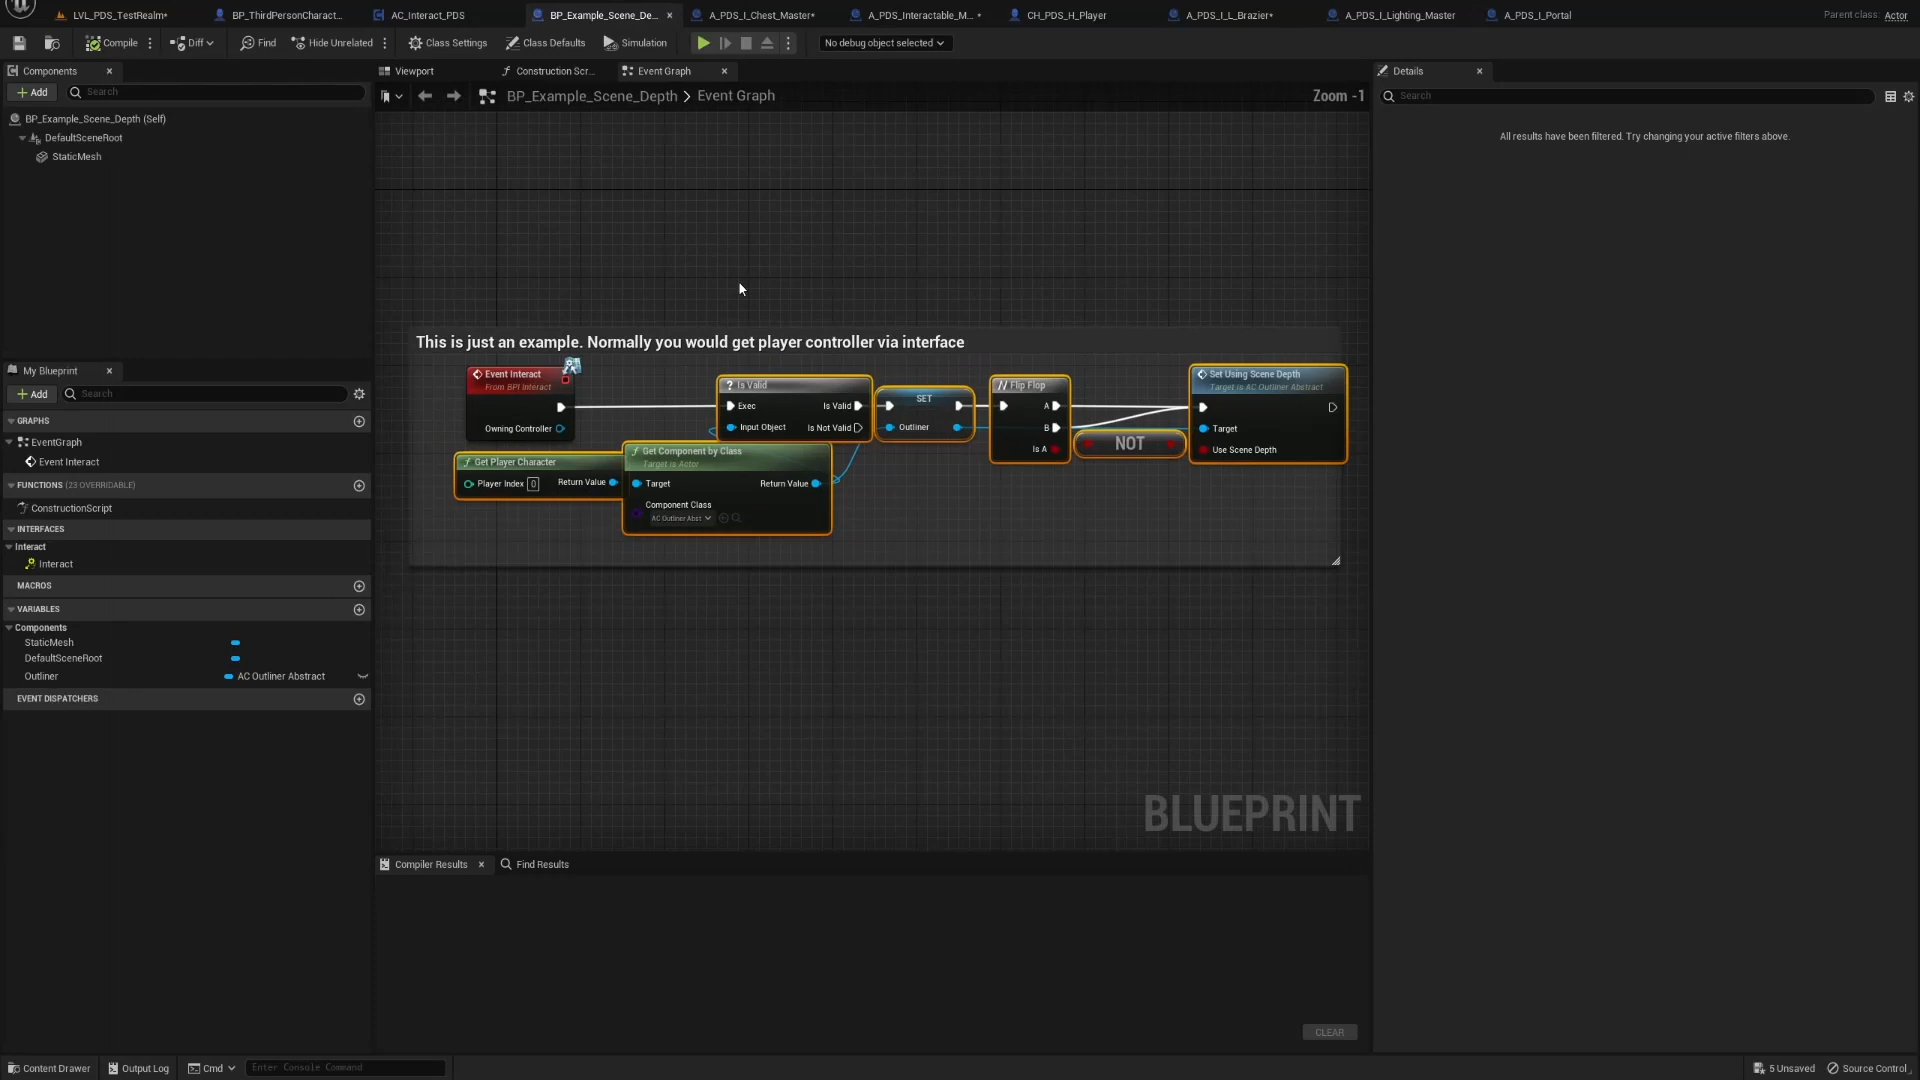 LVL_PDS_TestRealm*
BP_ThirdPersonCharact...
AC_Interact_PDS
BP_Example_Scene_De...
A_PDS_I_Chest_Master*
A_PDS_Interactable_M... *
CH_PDS_H_Player
A_PDS_I_L_Brazier*
A_PDS_I_Lighting_Master
A_PDS_I_Portal
Parent class: Actor
Compile
Diff
Find
Hide Unrelated
Class Settings
Class Defaults
Simulation
No debug object selected
Components
Add
Search
BP_Example_Scene_Depth (Self)
DefaultSceneRoot
StaticMesh
My Blueprint
Add
Search
GRAPHS
EventGraph
Event Interact
FUNCTIONS (23 OVERRIDABLE)
ConstructionScript
INTERFACES
Interact
Interact
MACROS
VARIABLES
Components
StaticMesh
DefaultSceneRoot
Outliner
AC Outliner Abstract
EVENT DISPATCHERS
Viewport
Construction Scr...
Event Graph
BP_Example_Scene_Depth > Event Graph
Zoom -1
This is just an example. Normally you would get player controller via interface
Event Interact
From BPI Interact
Owning Controller
Get Player Character
Player Index 0
Return Value
Get Component by Class
Target is Actor
Target
Return Value
Component Class
AC Outliner Abst
Is Valid
Exec
Is Valid
Input Object
Is Not Valid
SET
Outliner
Flip Flop
A
B
Is A
NOT
Set Using Scene Depth
Target is AC Outliner Abstract
Target
Use Scene Depth
BLUEPRINT
Compiler Results
Find Results
CLEAR
Details
Search
All results have been filtered. Try changing your active filters above.
Content Drawer
Output Log
Cmd
Enter Console Command
5 Unsaved
Source Control